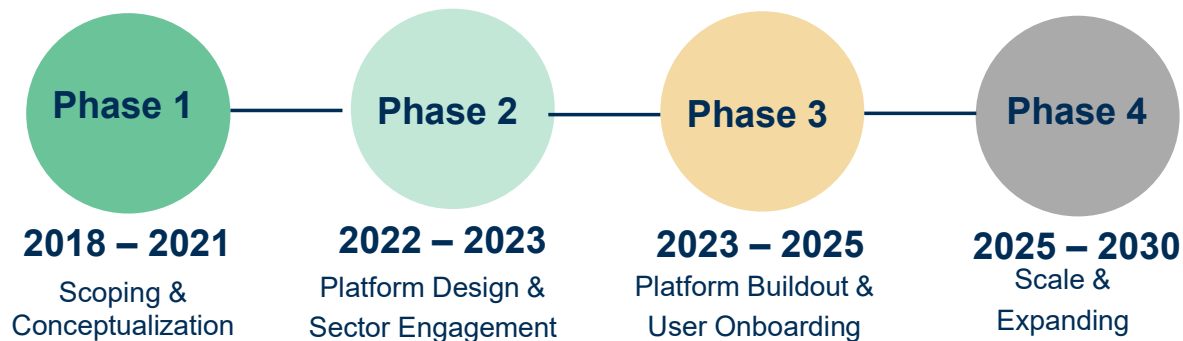 Phase 1
2018 – 2021
Scoping &
Conceptualization
Phase 2
2022 – 2023
Platform Design &
Sector Engagement
Phase 3
2023 – 2025
Platform Buildout &
User Onboarding
Phase 4
2025 – 2030
Scale &
Expanding